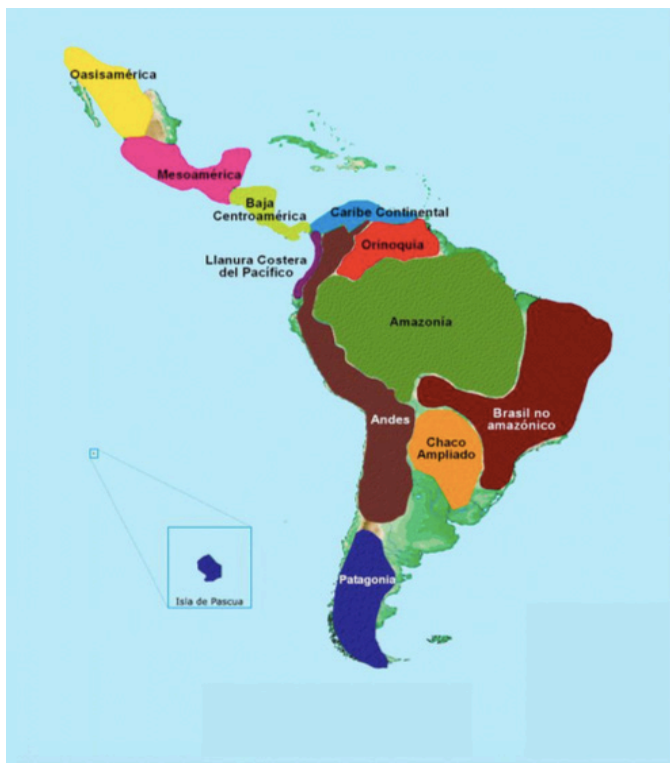 Oasisamérica
Mesoamérica
Baja
Centroamérica
Caribe Continental
Llanura Costera
del Pacífico
Orinoquia
Amazonía
Andes
Brasil no
amazónico
Chaco
Ampliado
Patagonia
Isla de Pascua